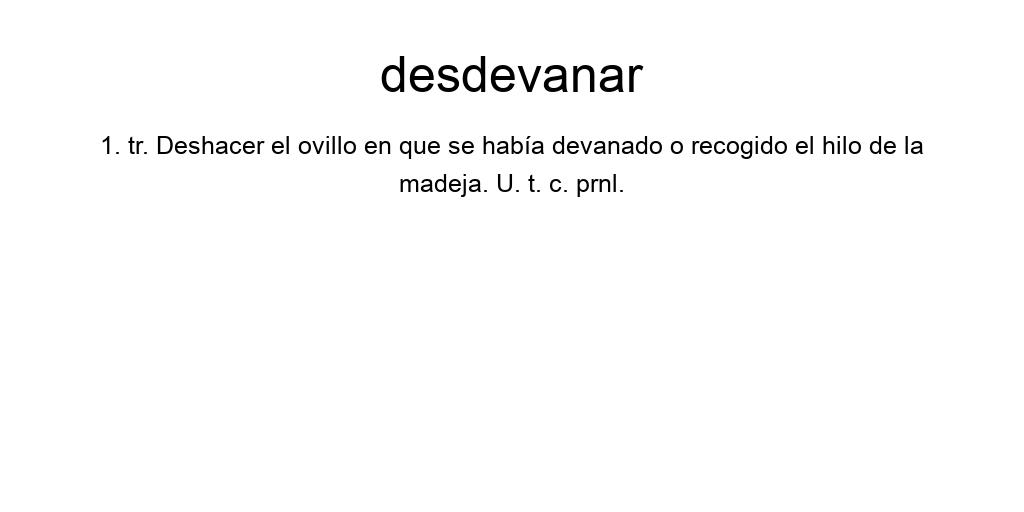 desdevanar
1. tr. Deshacer el ovillo en que se había devanado o recogido el hilo de la
madeja. U. t. c. prnl.